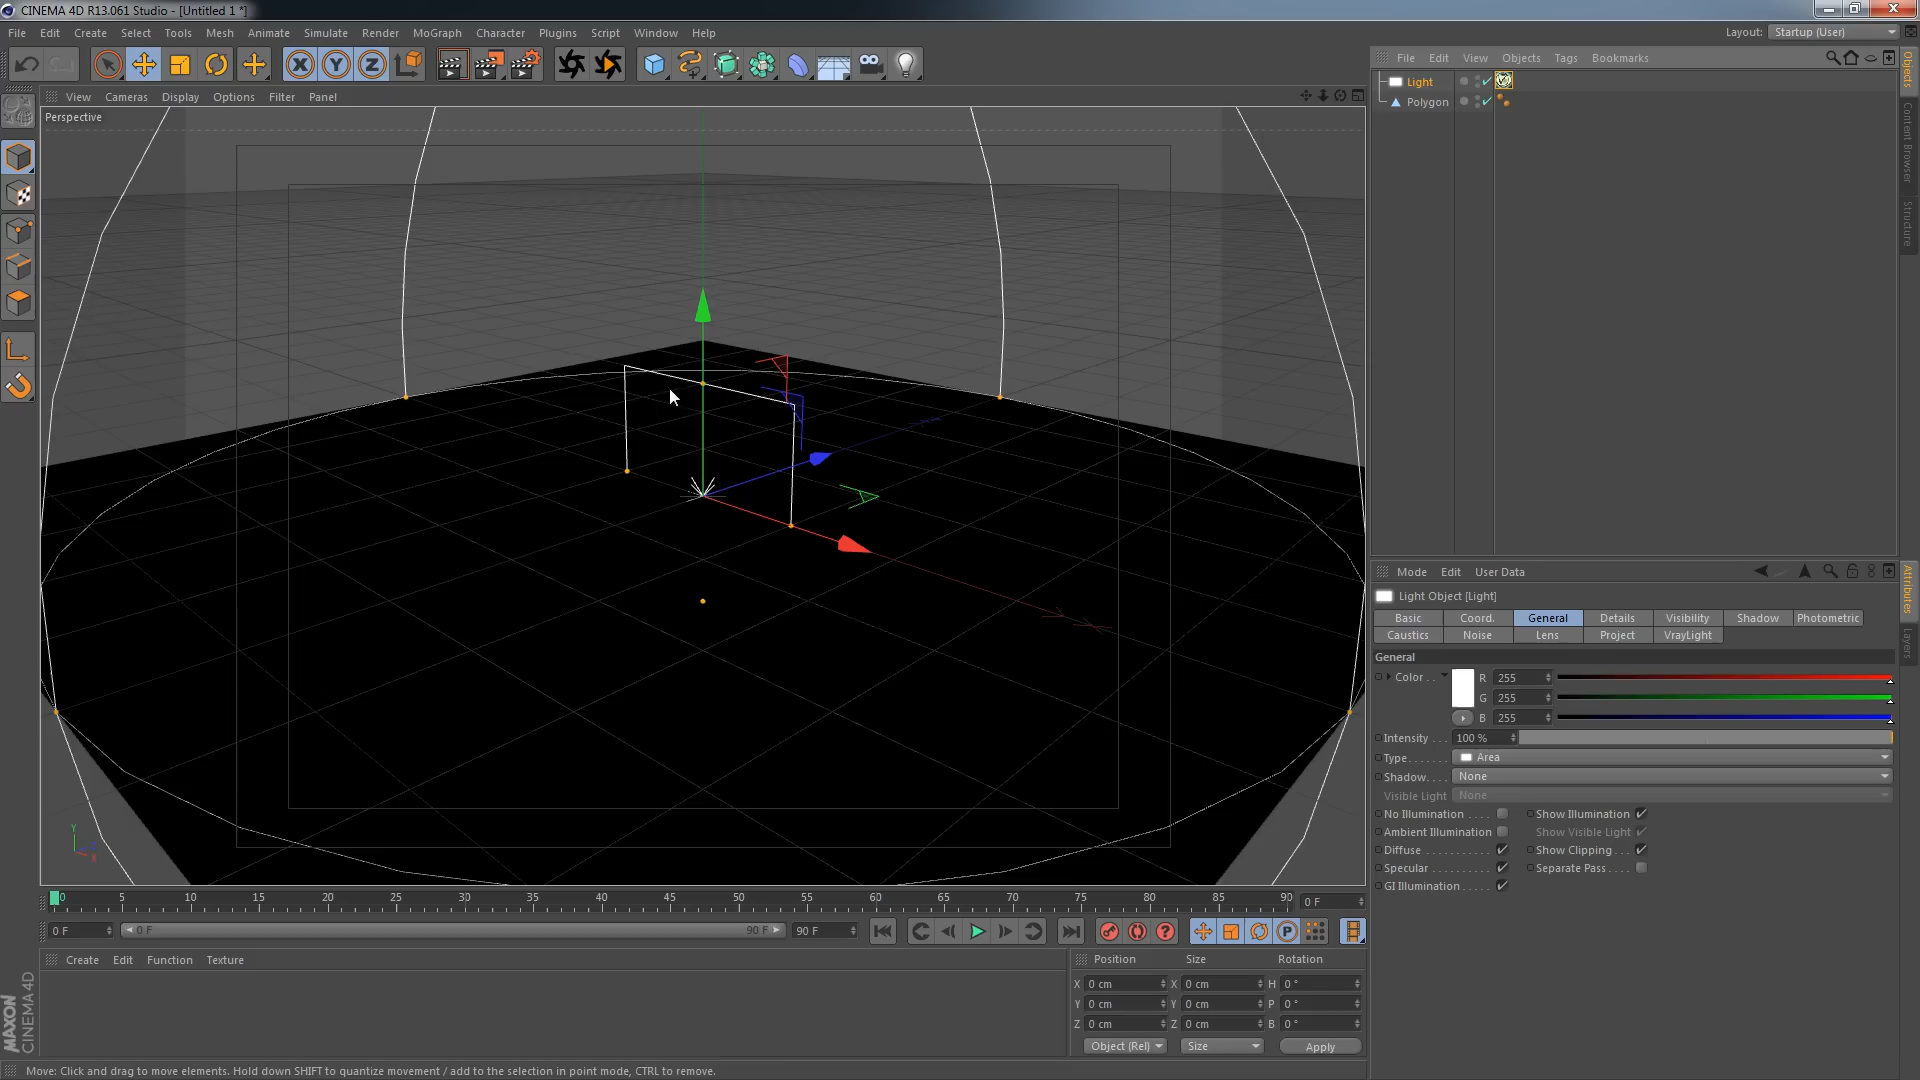 CINEMA 4D R13.061 Studio - [Untitled 1 *]
File Edit Create Select Tools Mesh Animate Simulate Render MoGraph Character Plugins Script Window Help
Layout: Startup (User)
View Cameras Display Options Filter Panel
Perspective
File Edit View Objects Tags Bookmarks
Light
Polygon
Objects
Content Browser
Structure
Mode Edit User Data
Light Object [Light]
Basic Coord. General Details Visibility Shadow Photometric
Caustics Noise Lens Project VrayLight
General
Color . . R 255
G 255
B 255
Intensity . . . 100 %
Type . . . . . . . Area
Shadow. . . . None
Visible Light None
No Illumination . . . . Show Illumination
Ambient Illumination Show Visible Light
Diffuse . . . . . . . . . . . Show Clipping . . .
Specular . . . . . . . . . . Separate Pass . . . .
GI Illumination . . . . .
Attributes
Layers
Y
Z
X
0 5 10 15 20 25 30 35 40 45 50 55 60 65 70 75 80 85 90 0 F
0 F 0 F 90 F 90 F
Create Edit Function Texture
Position Size Rotation
X 0 cm X 0 cm H 0 °
Y 0 cm Y 0 cm P 0 °
Z 0 cm Z 0 cm B 0 °
Object (Rel) Size Apply
MAXON
CINEMA 4D
Move: Click and drag to move elements. Hold down SHIFT to quantize movement / add to the selection in point mode, CTRL to remove.